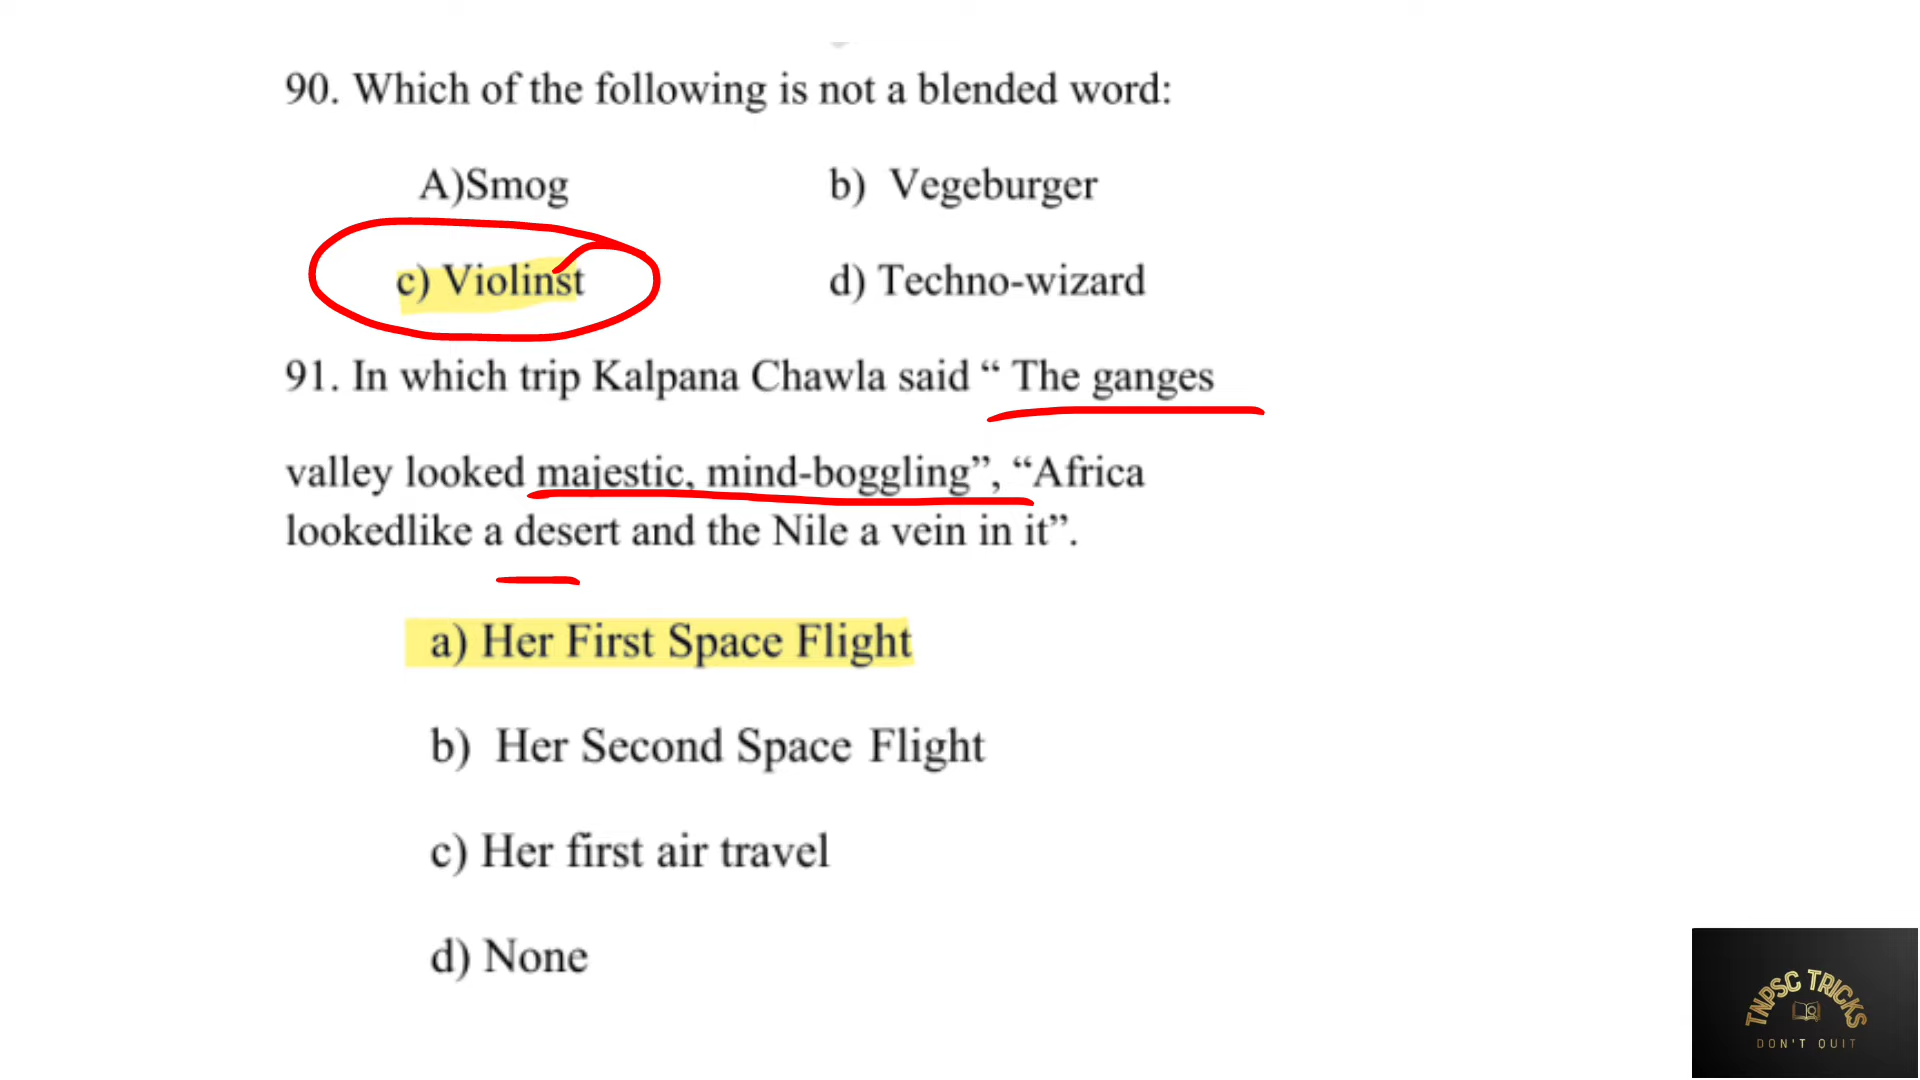 90. Which of the following is not a blended word:
A)Smog b) Vegeburger
c) Violinst d) Techno-wizard
91. In which trip Kalpana Chawla said “ The ganges
valley looked majestic, mind-boggling”, “Africa
lookedlike a desert and the Nile a vein in it”.
a) Her First Space Flight
b) Her Second Space Flight
c) Her first air travel
d) None
TNPSC TRICKS
DON'T QUIT